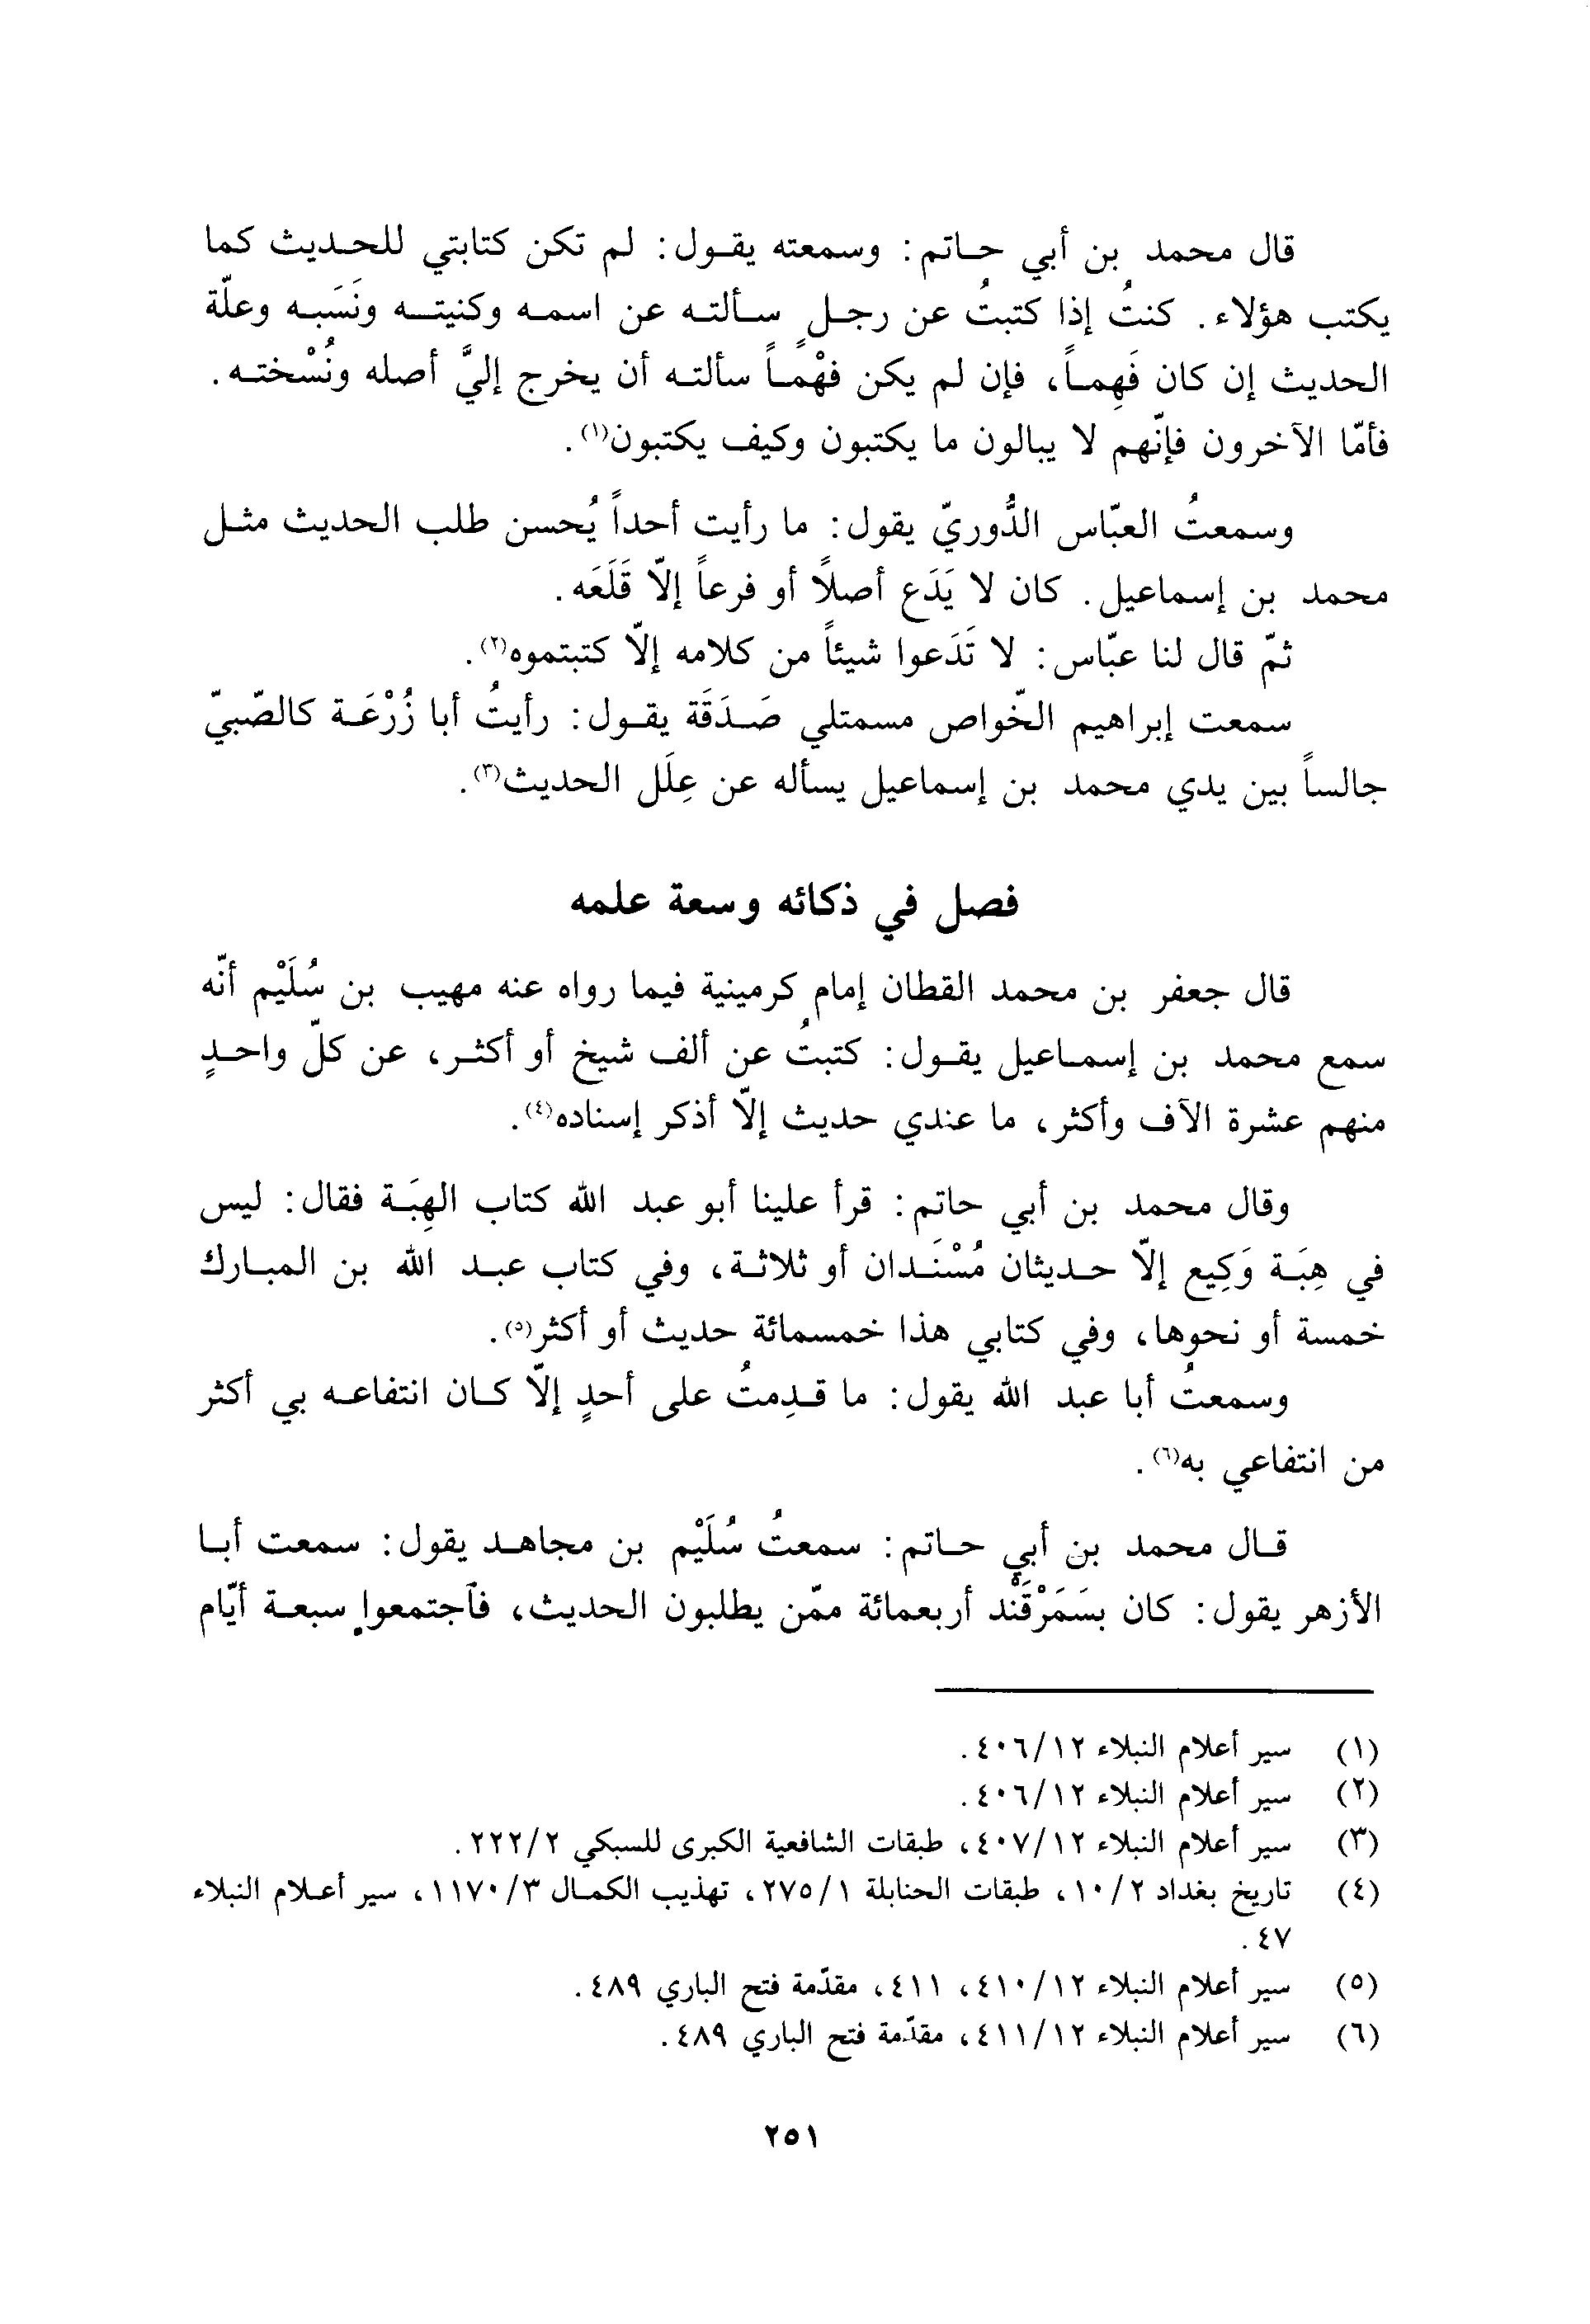 قال محمد بن أبي حاتم: وسمعته يقول: لم تكن كتابتي للحديث كما
يكتب هؤلاء. كنتُ إذا كتبتُ عن رجلٍ سألته عن اسمه وكنيته ونَسَبه وعلّة
الحديث إن كان فَهِماً، فإن لم يكن فهْماً سألته أن يخرج إليَّ أصله ونُسْخته.
فأمّا الآخرون فإنّهم لا يبالون ما يكتبون وكيف يكتبون(١).
وسمعتُ العبّاس الدُّوريّ يقول: ما رأيت أحداً يُحسن طلب الحديث مثل
محمد بن إسماعيل. كان لا يَدَع أصلاً أو فرعاً إلاّ قَلَعَه.
ثمّ قال لنا عبّاس: لا تَدَعوا شيئاً من كلامه إلاّ كتبتموه(٢).
سمعت إبراهيم الخّواص مسمتلي صَدَقَة يقول: رأيتُ أبا زُرْعَة كالصّبيّ
جالساً بين يدي محمد بن إسماعيل يسأله عن عِلَل الحديث(٣).
فصل في ذكائه وسعة علمه
قال جعفر بن محمد القطان إمام كرمينية فيما رواه عنه مهيب بن سُلَيْم أنّه
سمع محمد بن إسماعيل يقول: كتبتُ عن ألف شيخ أو أكثر، عن كلّ واحدٍ
منهم عشرة الآف وأكثر، ما عندي حديث إلاّ أذكر إسناده(٤).
وقال محمد بن أبي حاتم: قرأ علينا أبو عبد الله كتاب الهِبَة فقال: ليس
في هِبَة وَكِيع إلاّ حديثان مُسْنَدان أو ثلاثة، وفي كتاب عبد الله بن المبارك
خمسة أو نحوها، وفي كتابي هذا خمسمائة حديث أو أكثر(٥).
وسمعتُ أبا عبد الله يقول: ما قدِمتُ على أحدٍ إلاّ كان انتفاعه بي أكثر
من انتفاعي به(٦).
قال محمد بن أبي حاتم: سمعتُ سُلَيْم بن مجاهد يقول: سمعت أبا
الأزهر يقول: كان بسَمَرْقَنْد أربعمائة ممّن يطلبون الحديث، فآجتمعوا سبعة أيّام
(١) سير أعلام النبلاء ٤٠٦/١٢.
(٢) سير أعلام النبلاء ٤٠٦/١٢.
(٣) سير أعلام النبلاء ٤٠٧/١٢، طبقات الشافعية الكبرى للسبكي ٢٢٢/٢.
(٤) تاريخ بغداد ١٠/٢، طبقات الحنابلة ٢٧٥/١، تهذيب الكمال ١١٧٠/٣، سير أعلام النبلاء
٤٧.
(٥) سير أعلام النبلاء ٤١٠/١٢، ٤١١، مقدّمة فتح الباري ٤٨٩.
(٦) سير أعلام النبلاء ٤١١/١٢، مقدّمة فتح الباري ٤٨٩.
٢٥١